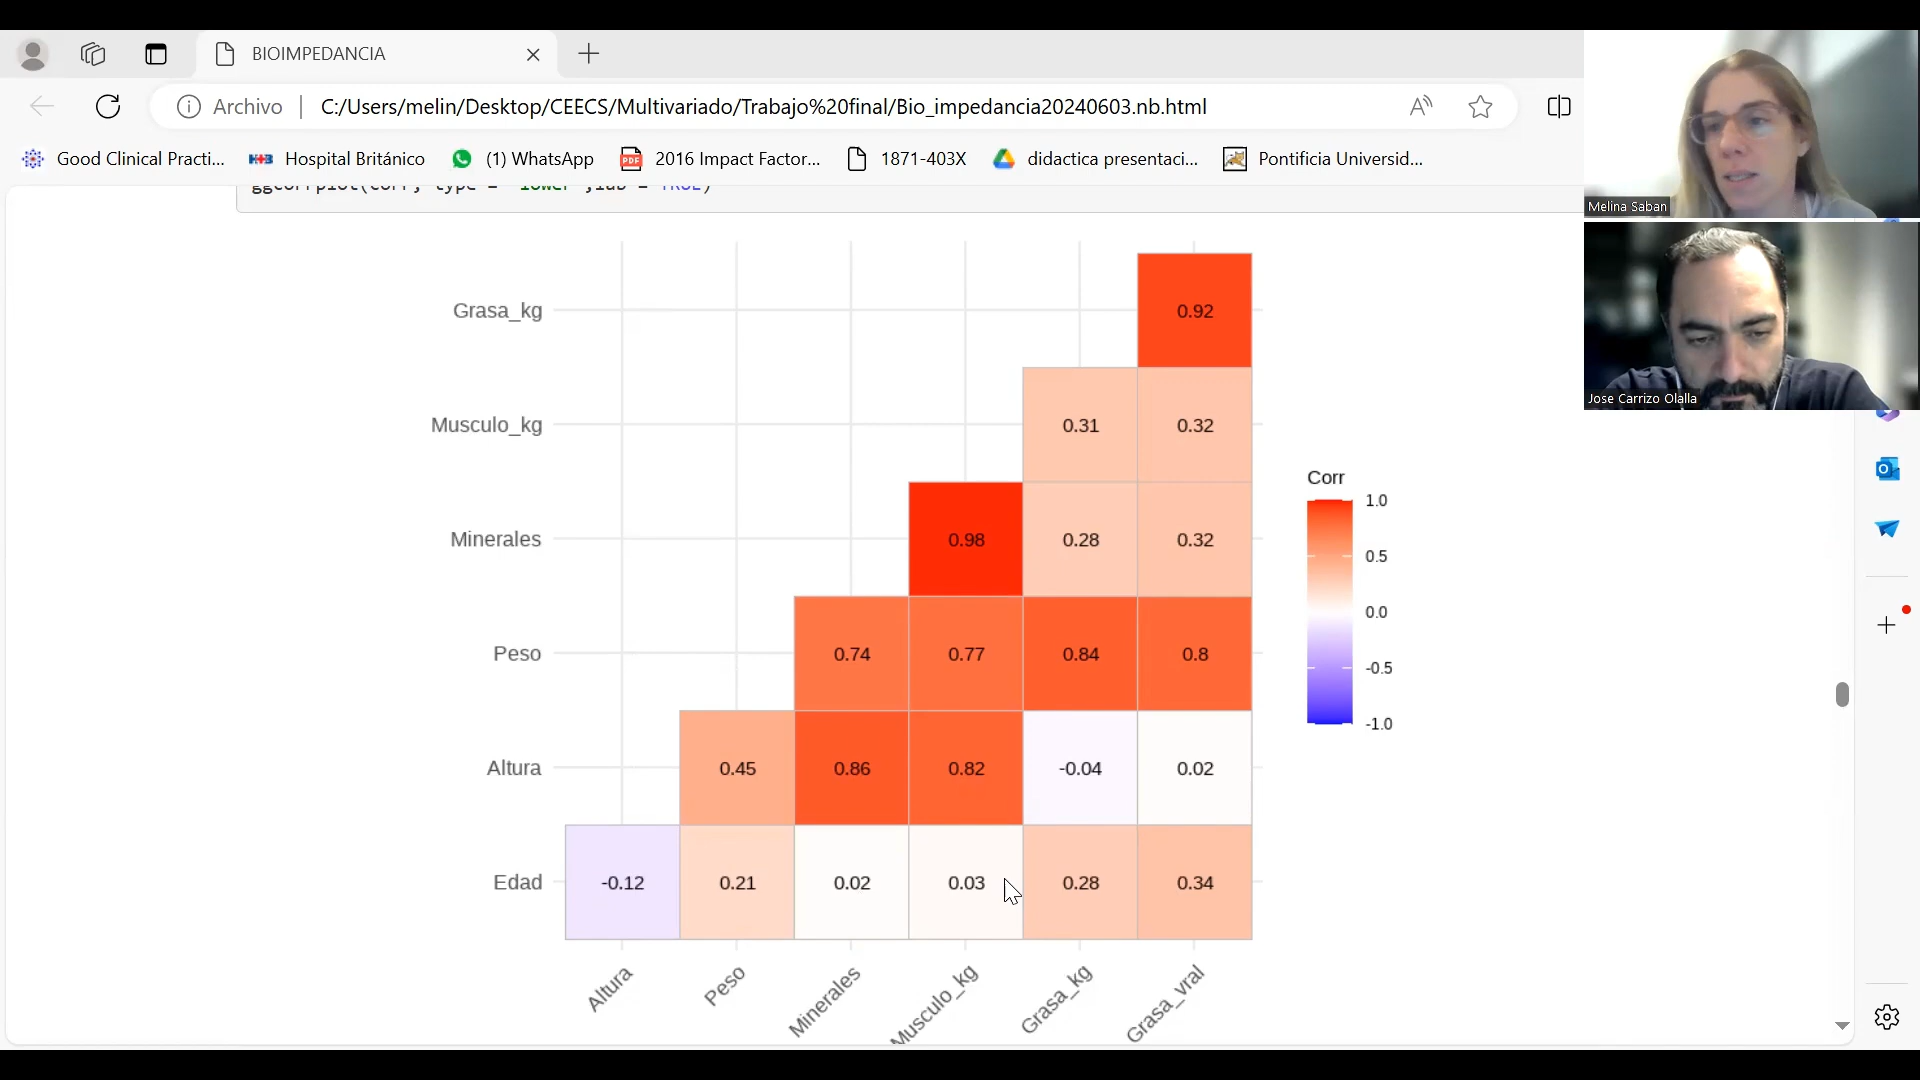 BIOIMPEDANCIA
Archivo
C:/Users/melin/Desktop/CEECS/Multivariado/Trabajo%20final/Bio_impedancia20240603.nb.html
Good Clinical Practi...
Hospital Británico
(1) WhatsApp
2016 Impact Factor...
1871-403X
didactica presentaci...
Pontificia Universid...
Melina Saban
Jose Carrizo Olalla
Grasa_kg
0.92
Musculo_kg
0.31 0.32
Minerales
0.98 0.28 0.32
Peso
0.74 0.77 0.84 0.8
Altura
0.45 0.86 0.82 -0.04 0.02
Edad
-0.12 0.21 0.02 0.03 0.28 0.34
Altura
Peso
Minerales
Musculo_kg
Grasa_kg
Grasa_vral
Corr
1.0
0.5
0.0
-0.5
-1.0